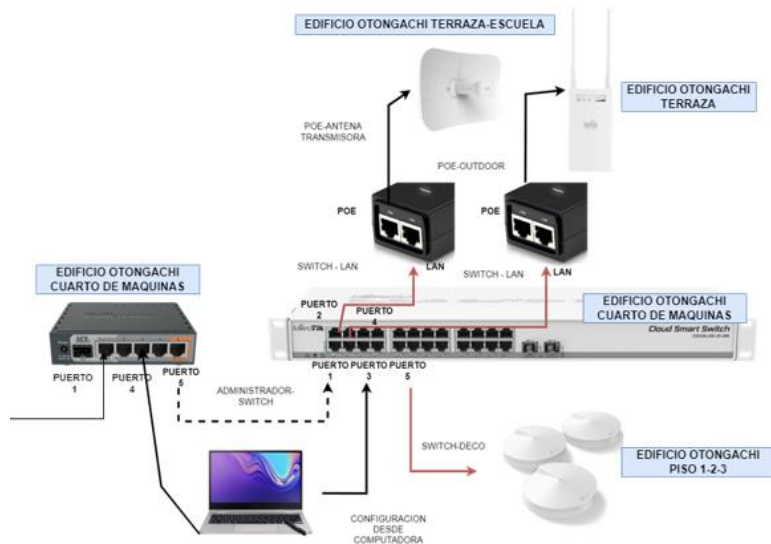 EDIFICIO OTONGACHI TERRAZA-ESCUELA
EDIFICIO OTONGACHI
TERRAZA
POE-ANTENA
TRANSMISORA
POE-OUTDOOR
POE
POE
SWITCH - LAN
LAN
SWITCH - LAN
LAN
EDIFICIO OTONGACHI
CUARTO DE MAQUINAS
EDIFICIO OTONGACHI
CUARTO DE MAQUINAS
PUERTO
2
PUERTO
4
MikroTik
Cloud Smart Switch
PUERTO
1
PUERTO
4
PUERTO
5
PUERTO
1
PUERTO
3
PUERTO
5
ADMINISTRADOR-
SWITCH
SWITCH-DECO
EDIFICIO OTONGACHI
PISO 1-2-3
CONFIGURACION
DESDE
COMPUTADORA